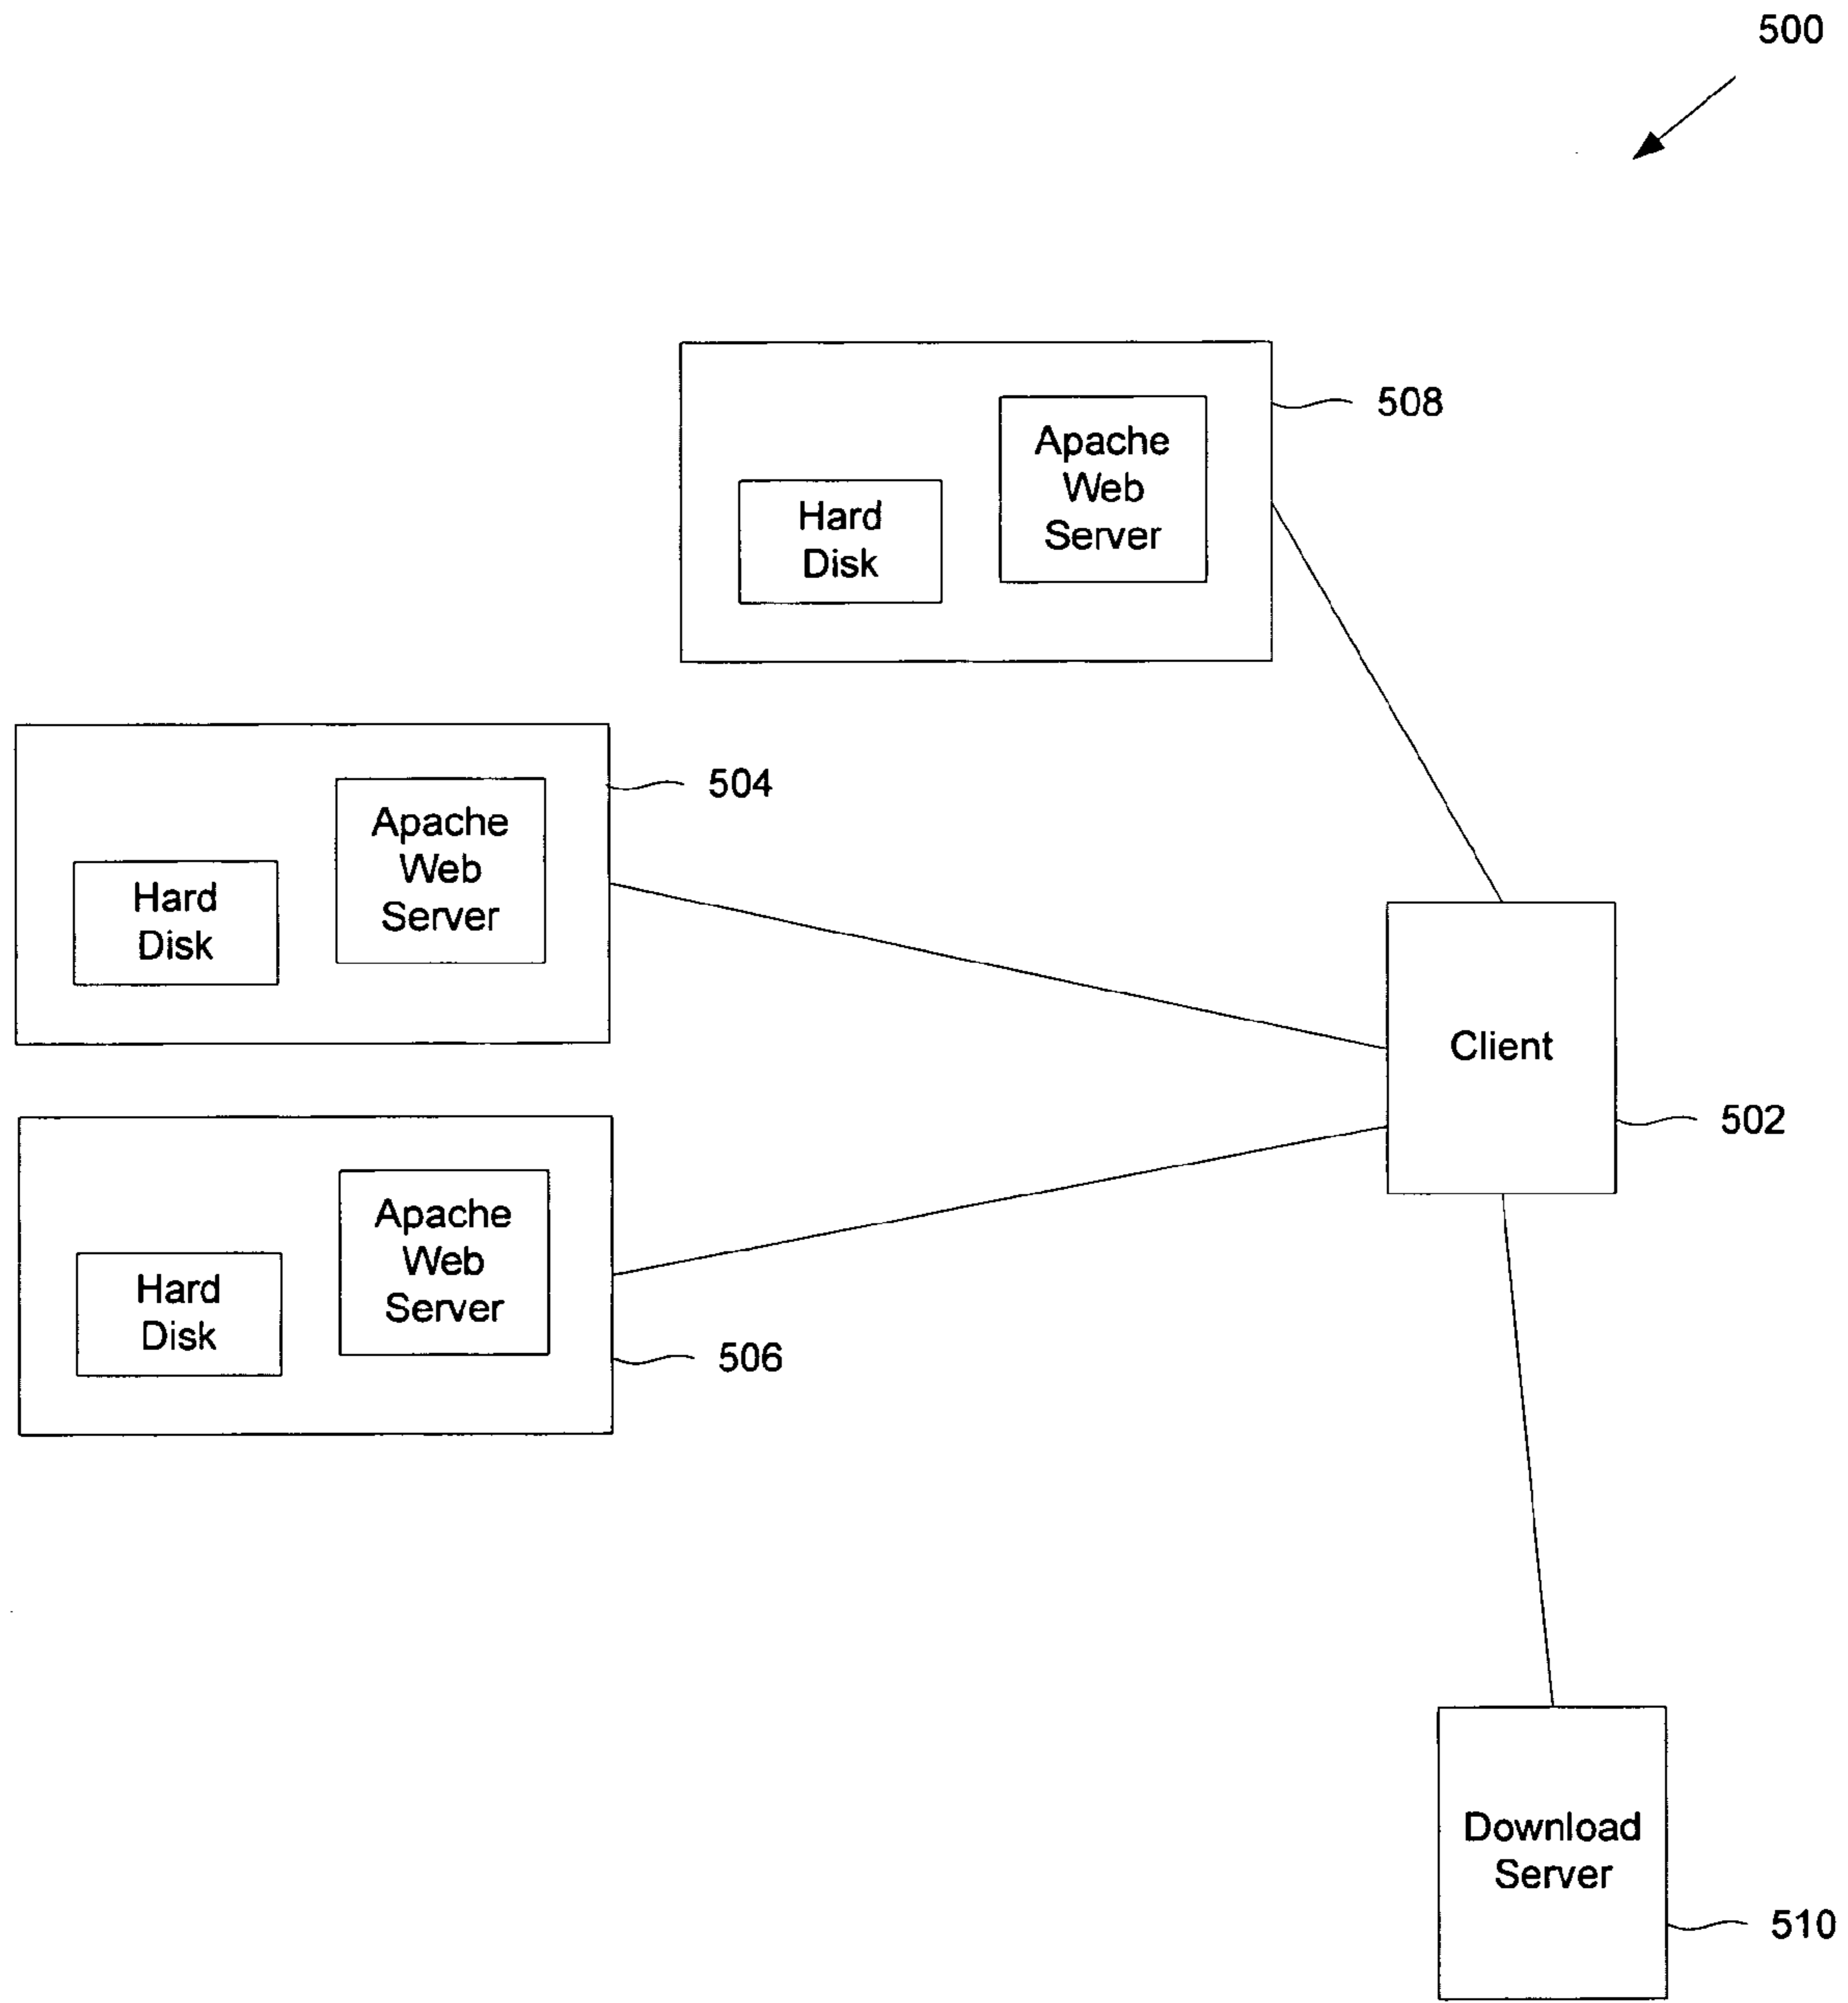 500
508
Apache
Web
Server
Hard
Disk
504
Apache
Web
Server
Hard
Disk
Client
502
Apache
Web
Server
Hard
Disk
506
Download
Server
510